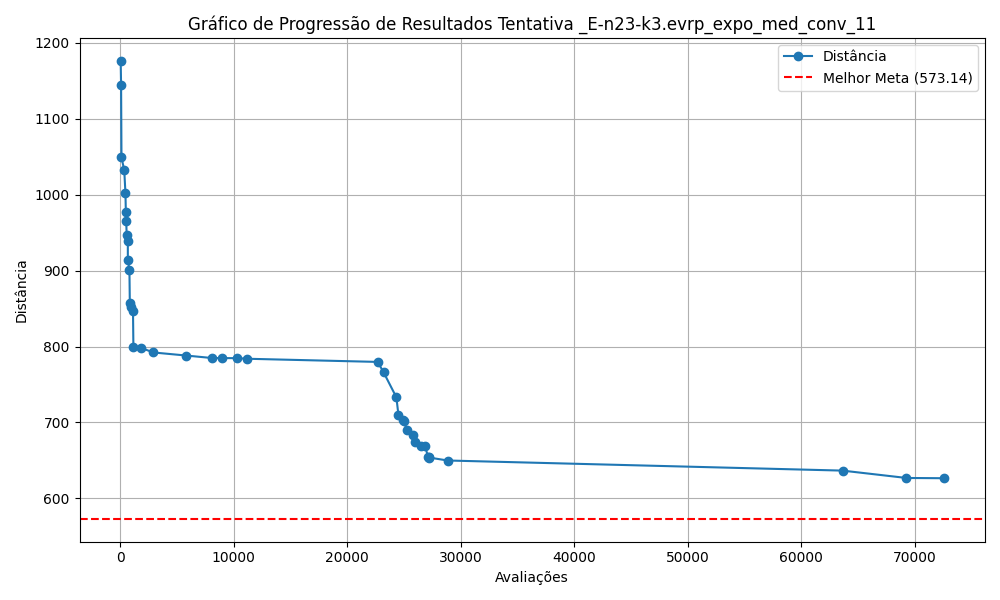 Gráfico de Progressão de Resultados Tentativa _E-n23-k3.evrp_expo_med_conv_11
Distância
Melhor Meta (573.14)
1200
1100
1000
900
800
700
600
Distância
0 10000 20000 30000 40000 50000 60000 70000
Avaliações